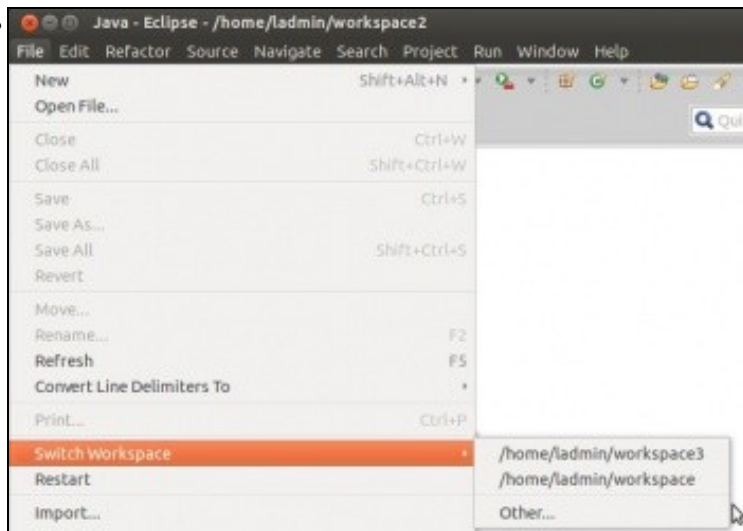 Java - Eclipse - /home/ladmin/workspace2
File Edit Refactor Source Navigate Search Project Run Window Help
New Shift+Alt+N
Open File...
Close Ctrl+W
Close All Shift+Ctrl+W
Save Ctrl+S
Save As...
Save All Shift+Ctrl+S
Revert
Move...
Rename... F2
Refresh F5
Convert Line Delimiters To
Print... Ctrl+P
Switch Workspace
Restart
Import...
Qui
/home/ladmin/workspace3
/home/ladmin/workspace
Other...